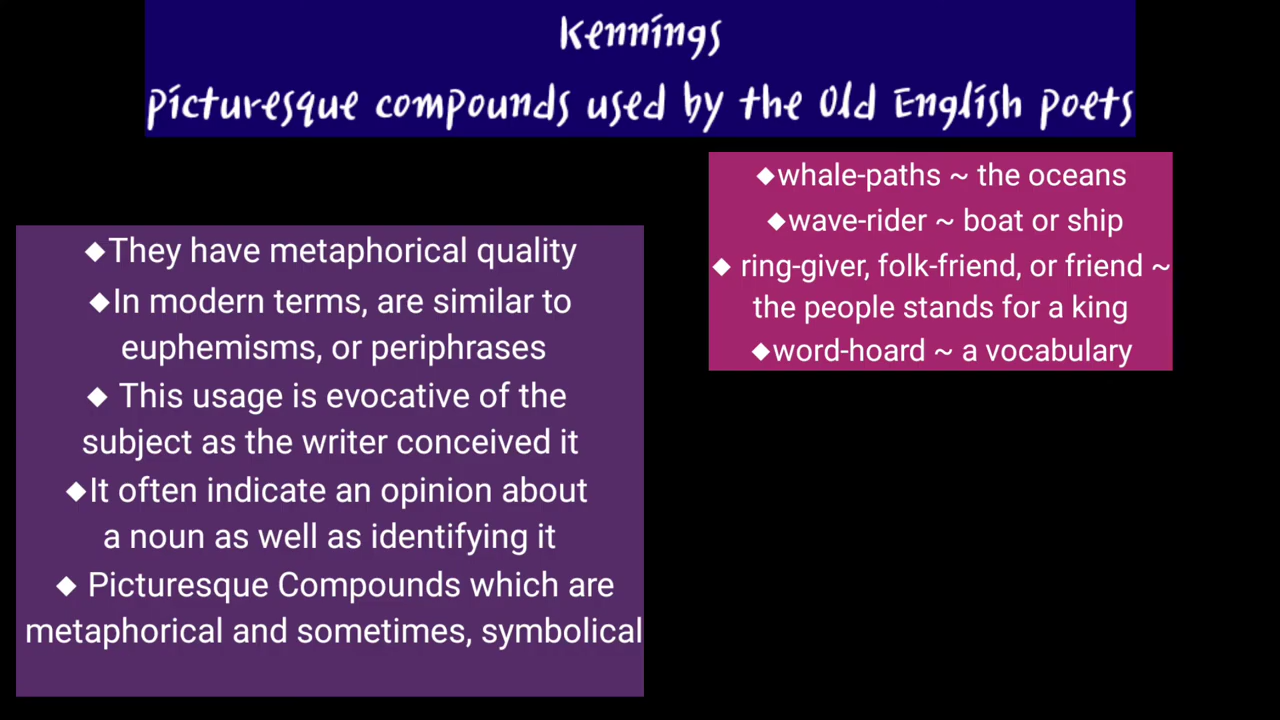 Kennings
picturesque compounds used by the Old English poets
◆They have metaphorical quality
◆In modern terms, are similar to
euphemisms, or periphrases
◆ This usage is evocative of the
subject as the writer conceived it
◆It often indicate an opinion about
a noun as well as identifying it
◆ Picturesque Compounds which are
metaphorical and sometimes, symbolical
◆whale-paths ~ the oceans
◆wave-rider ~ boat or ship
◆ ring-giver, folk-friend, or friend ~
the people stands for a king
◆word-hoard ~ a vocabulary